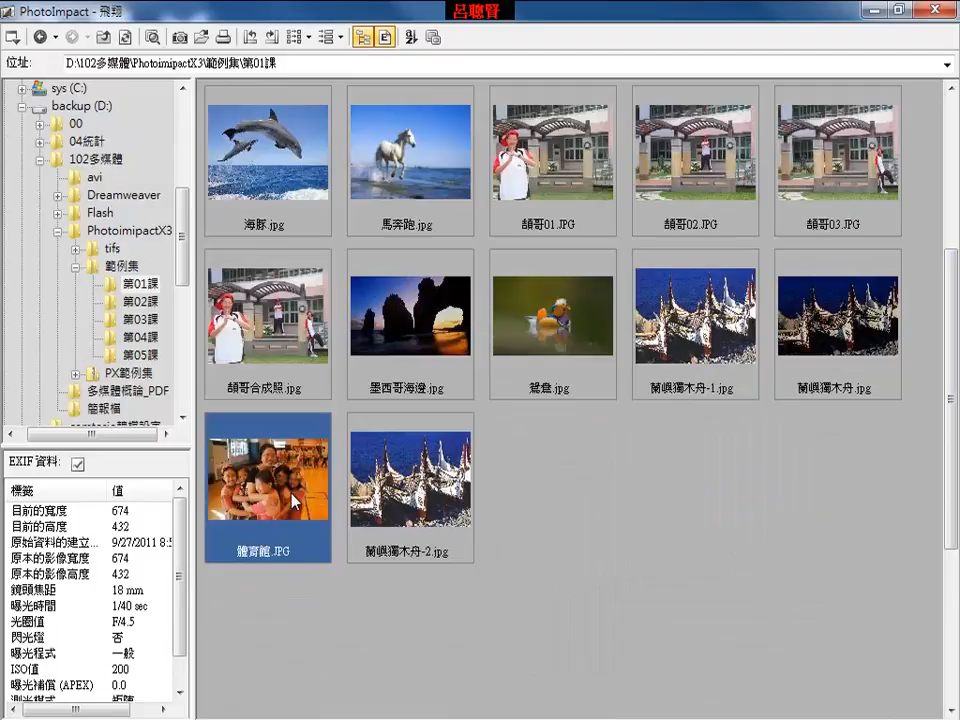 PhotoImpact - 飛翔
呂聰賢
位址:
D:\102多媒體\PhotoimipactX3\範例集\第01課
sys (C:)
backup (D:)
00
04統計
102多媒體
avi
Dreamweaver
Flash
PhotoimipactX3
tifs
範例集
第01課
第02課
第03課
第04課
第05課
PX範例集
多媒體概論_PDF
簡報檔
EXIF 資料:
標籤 值
目前的寬度 674
目前的高度 432
原始資料的建立... 9/27/2011 8:5
原本的影像寬度 674
原本的影像高度 432
鏡頭焦距 18 mm
曝光時間 1/40 sec
光圈值 F/4.5
閃光燈 否
曝光程式 一般
ISO值 200
曝光補償 (APEX) 0.0
海豚.jpg
馬奔跑.jpg
頡哥01.JPG
頡哥02.JPG
頡哥03.JPG
頡哥合成照.jpg
墨西哥海邊.jpg
鴛鴦.jpg
蘭嶼獨木舟-1.jpg
蘭嶼獨木舟.jpg
體育館.JPG
蘭嶼獨木舟-2.jpg